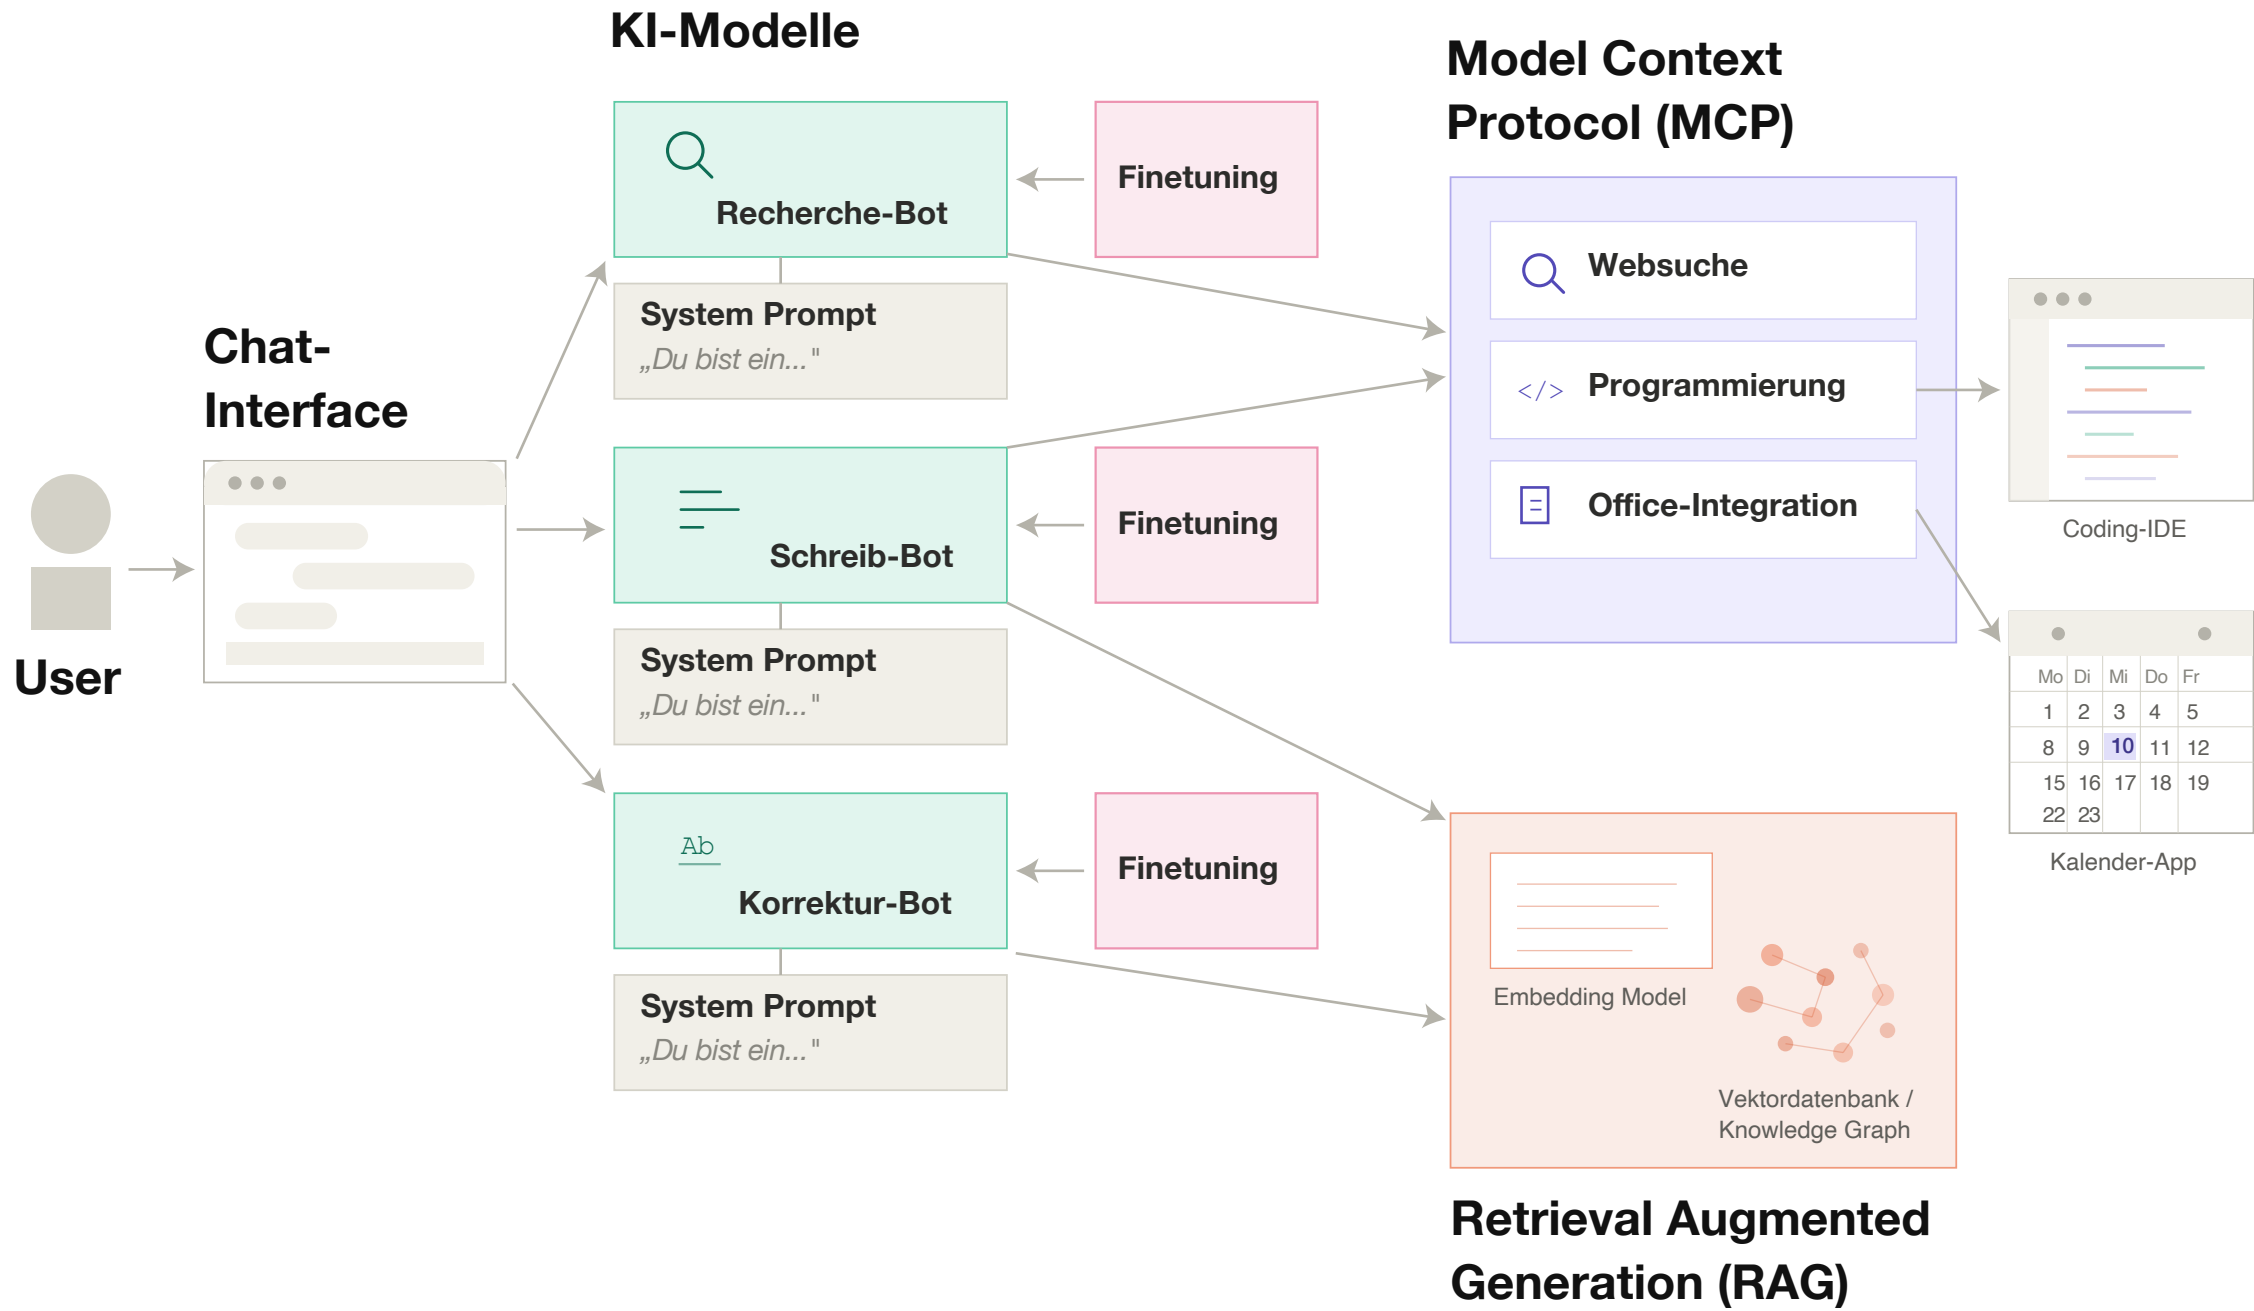 KI-Modelle
Model Context
Protocol (MCP)
Recherche-Bot
Finetuning
System Prompt
„Du bist ein..."
Chat-
Interface
User
Schreib-Bot
Finetuning
System Prompt
„Du bist ein..."
Ab
Korrektur-Bot
Finetuning
System Prompt
„Du bist ein..."
Websuche
</> Programmierung
Office-Integration
Coding-IDE
Mo Di Mi Do Fr
1 2 3 4 5
8 9 10 11 12
15 16 17 18 19
22 23
Kalender-App
Embedding Model
Vektordatenbank /
Knowledge Graph
Retrieval Augmented
Generation (RAG)